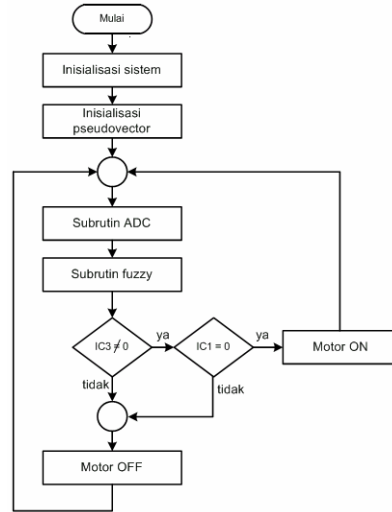 Mulai
Inisialisasi sistem
Inisialisasi
pseudovector
Subrutin ADC
Subrutin fuzzy
IC3 ≠ 0
ya
IC1 = 0
ya
Motor ON
tidak
tidak
Motor OFF